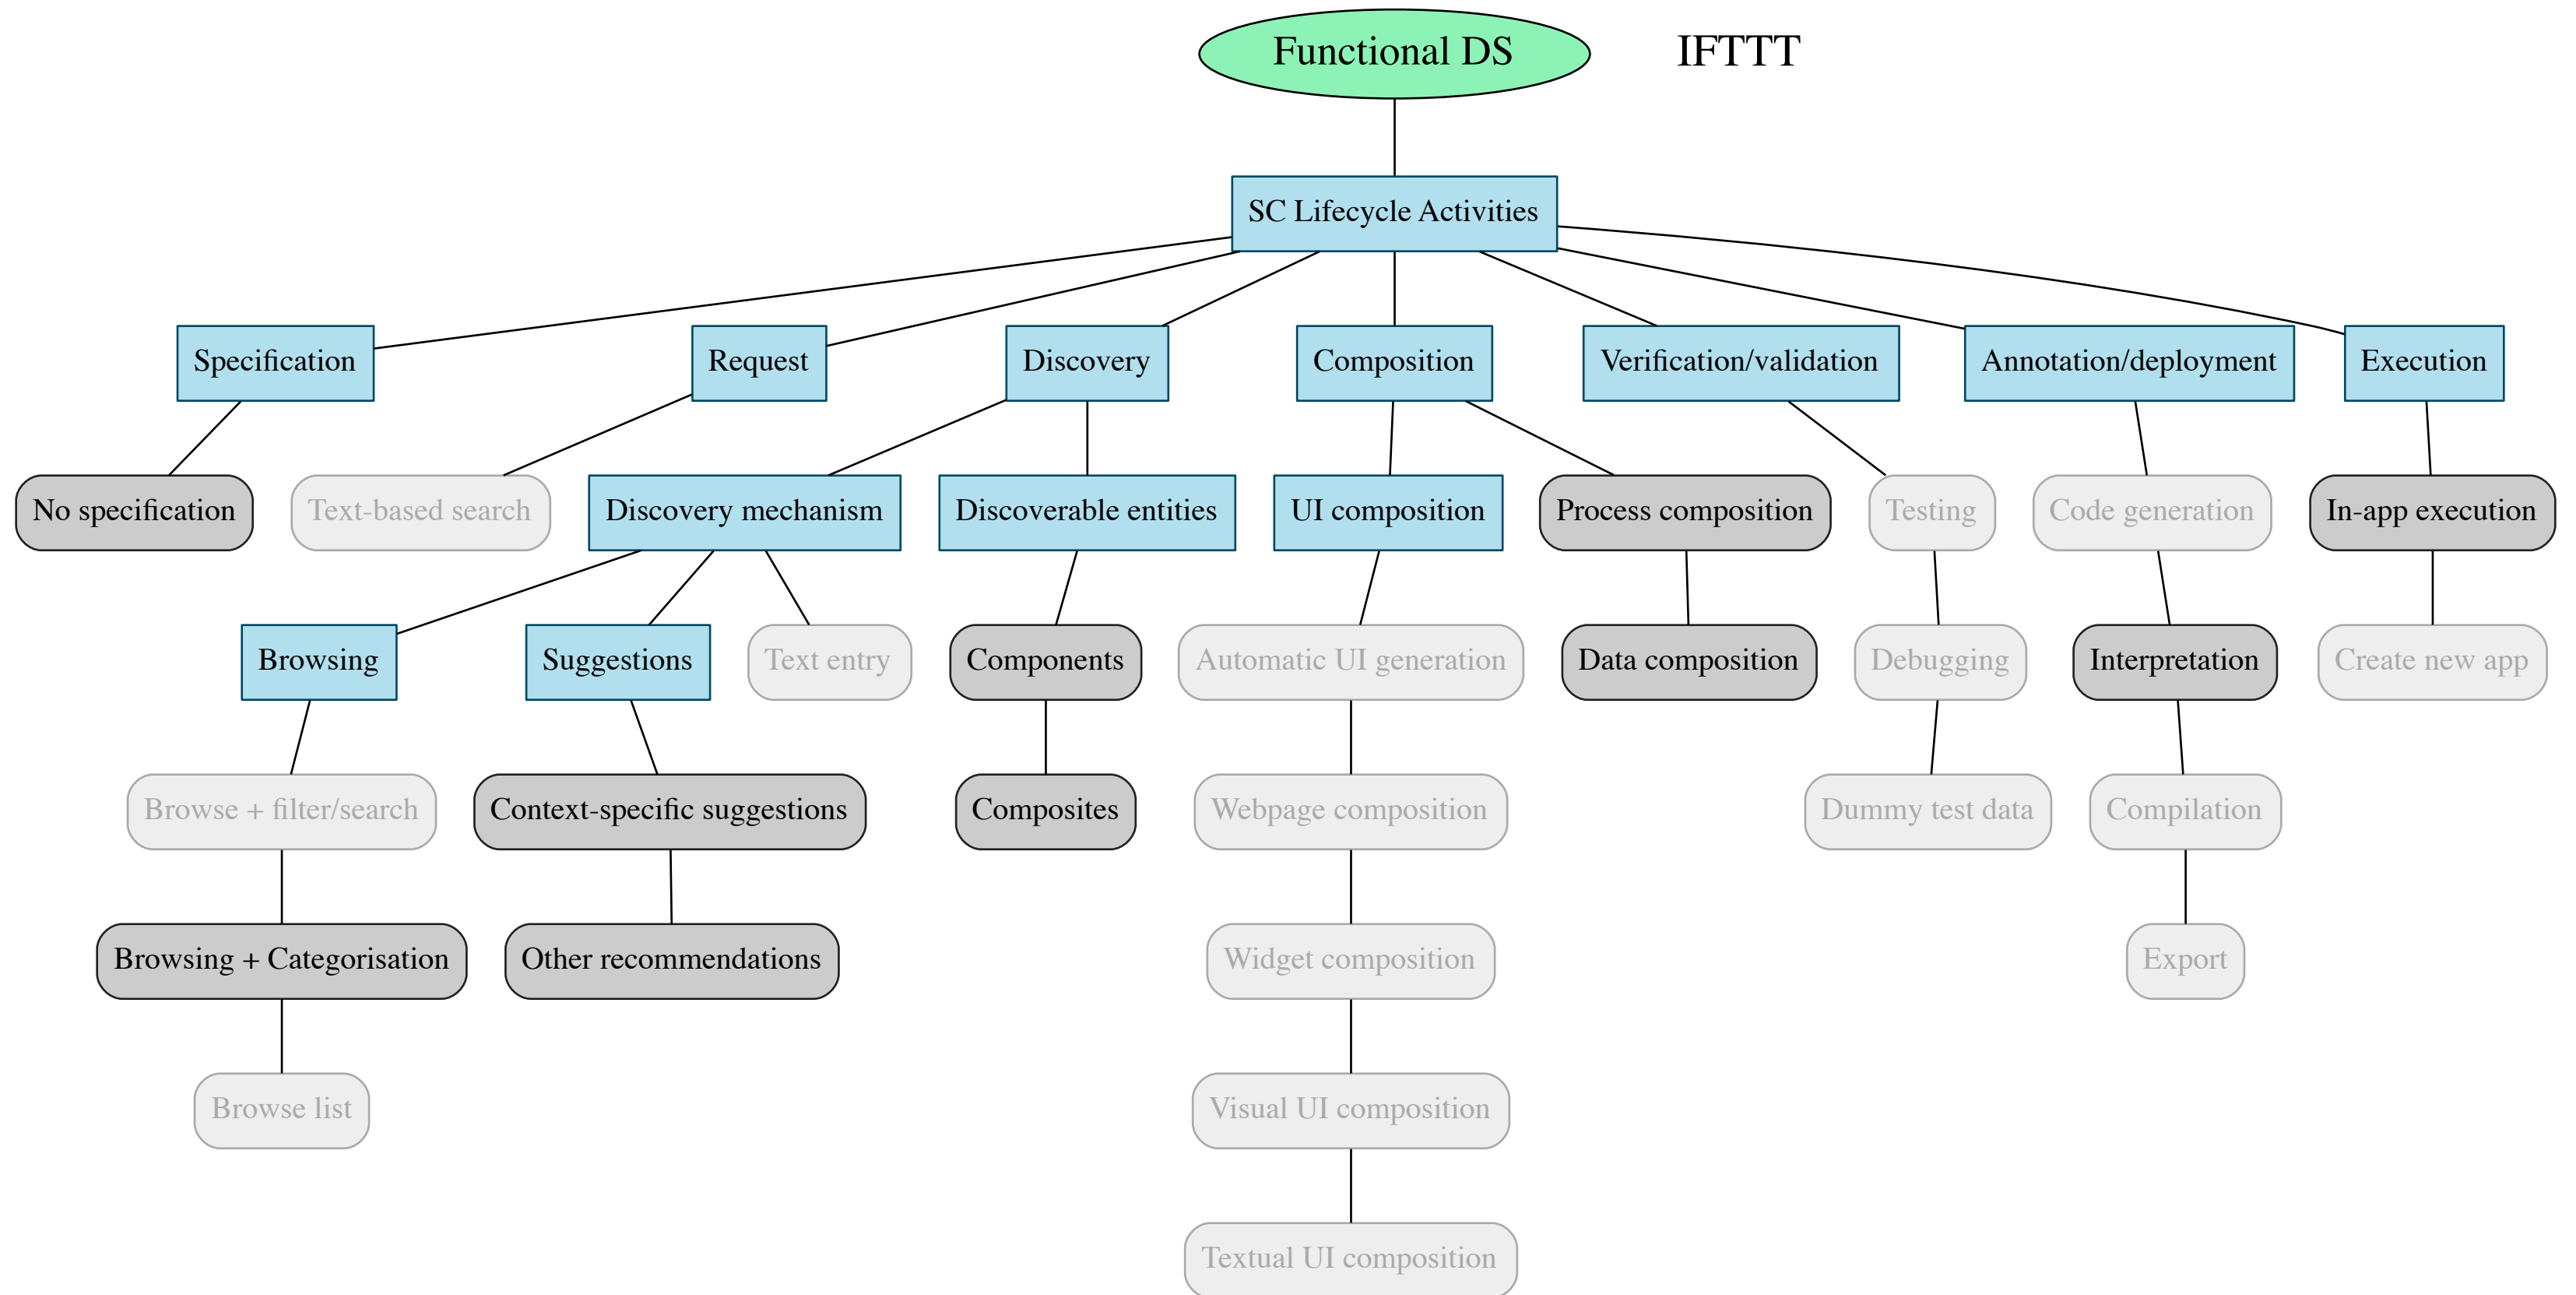 Functional DS
IFTTT
SC Lifecycle Activities
Specification
Request
Discovery
Composition
Verification/validation
Annotation/deployment
Execution
No specification
Text-based search
Discovery mechanism
Discoverable entities
UI composition
Process composition
Testing
Code generation
In-app execution
Browsing
Suggestions
Text entry
Components
Automatic UI generation
Data composition
Debugging
Interpretation
Create new app
Browse + filter/search
Context-specific suggestions
Composites
Webpage composition
Dummy test data
Compilation
Browsing + Categorisation
Other recommendations
Widget composition
Export
Browse list
Visual UI composition
Textual UI composition